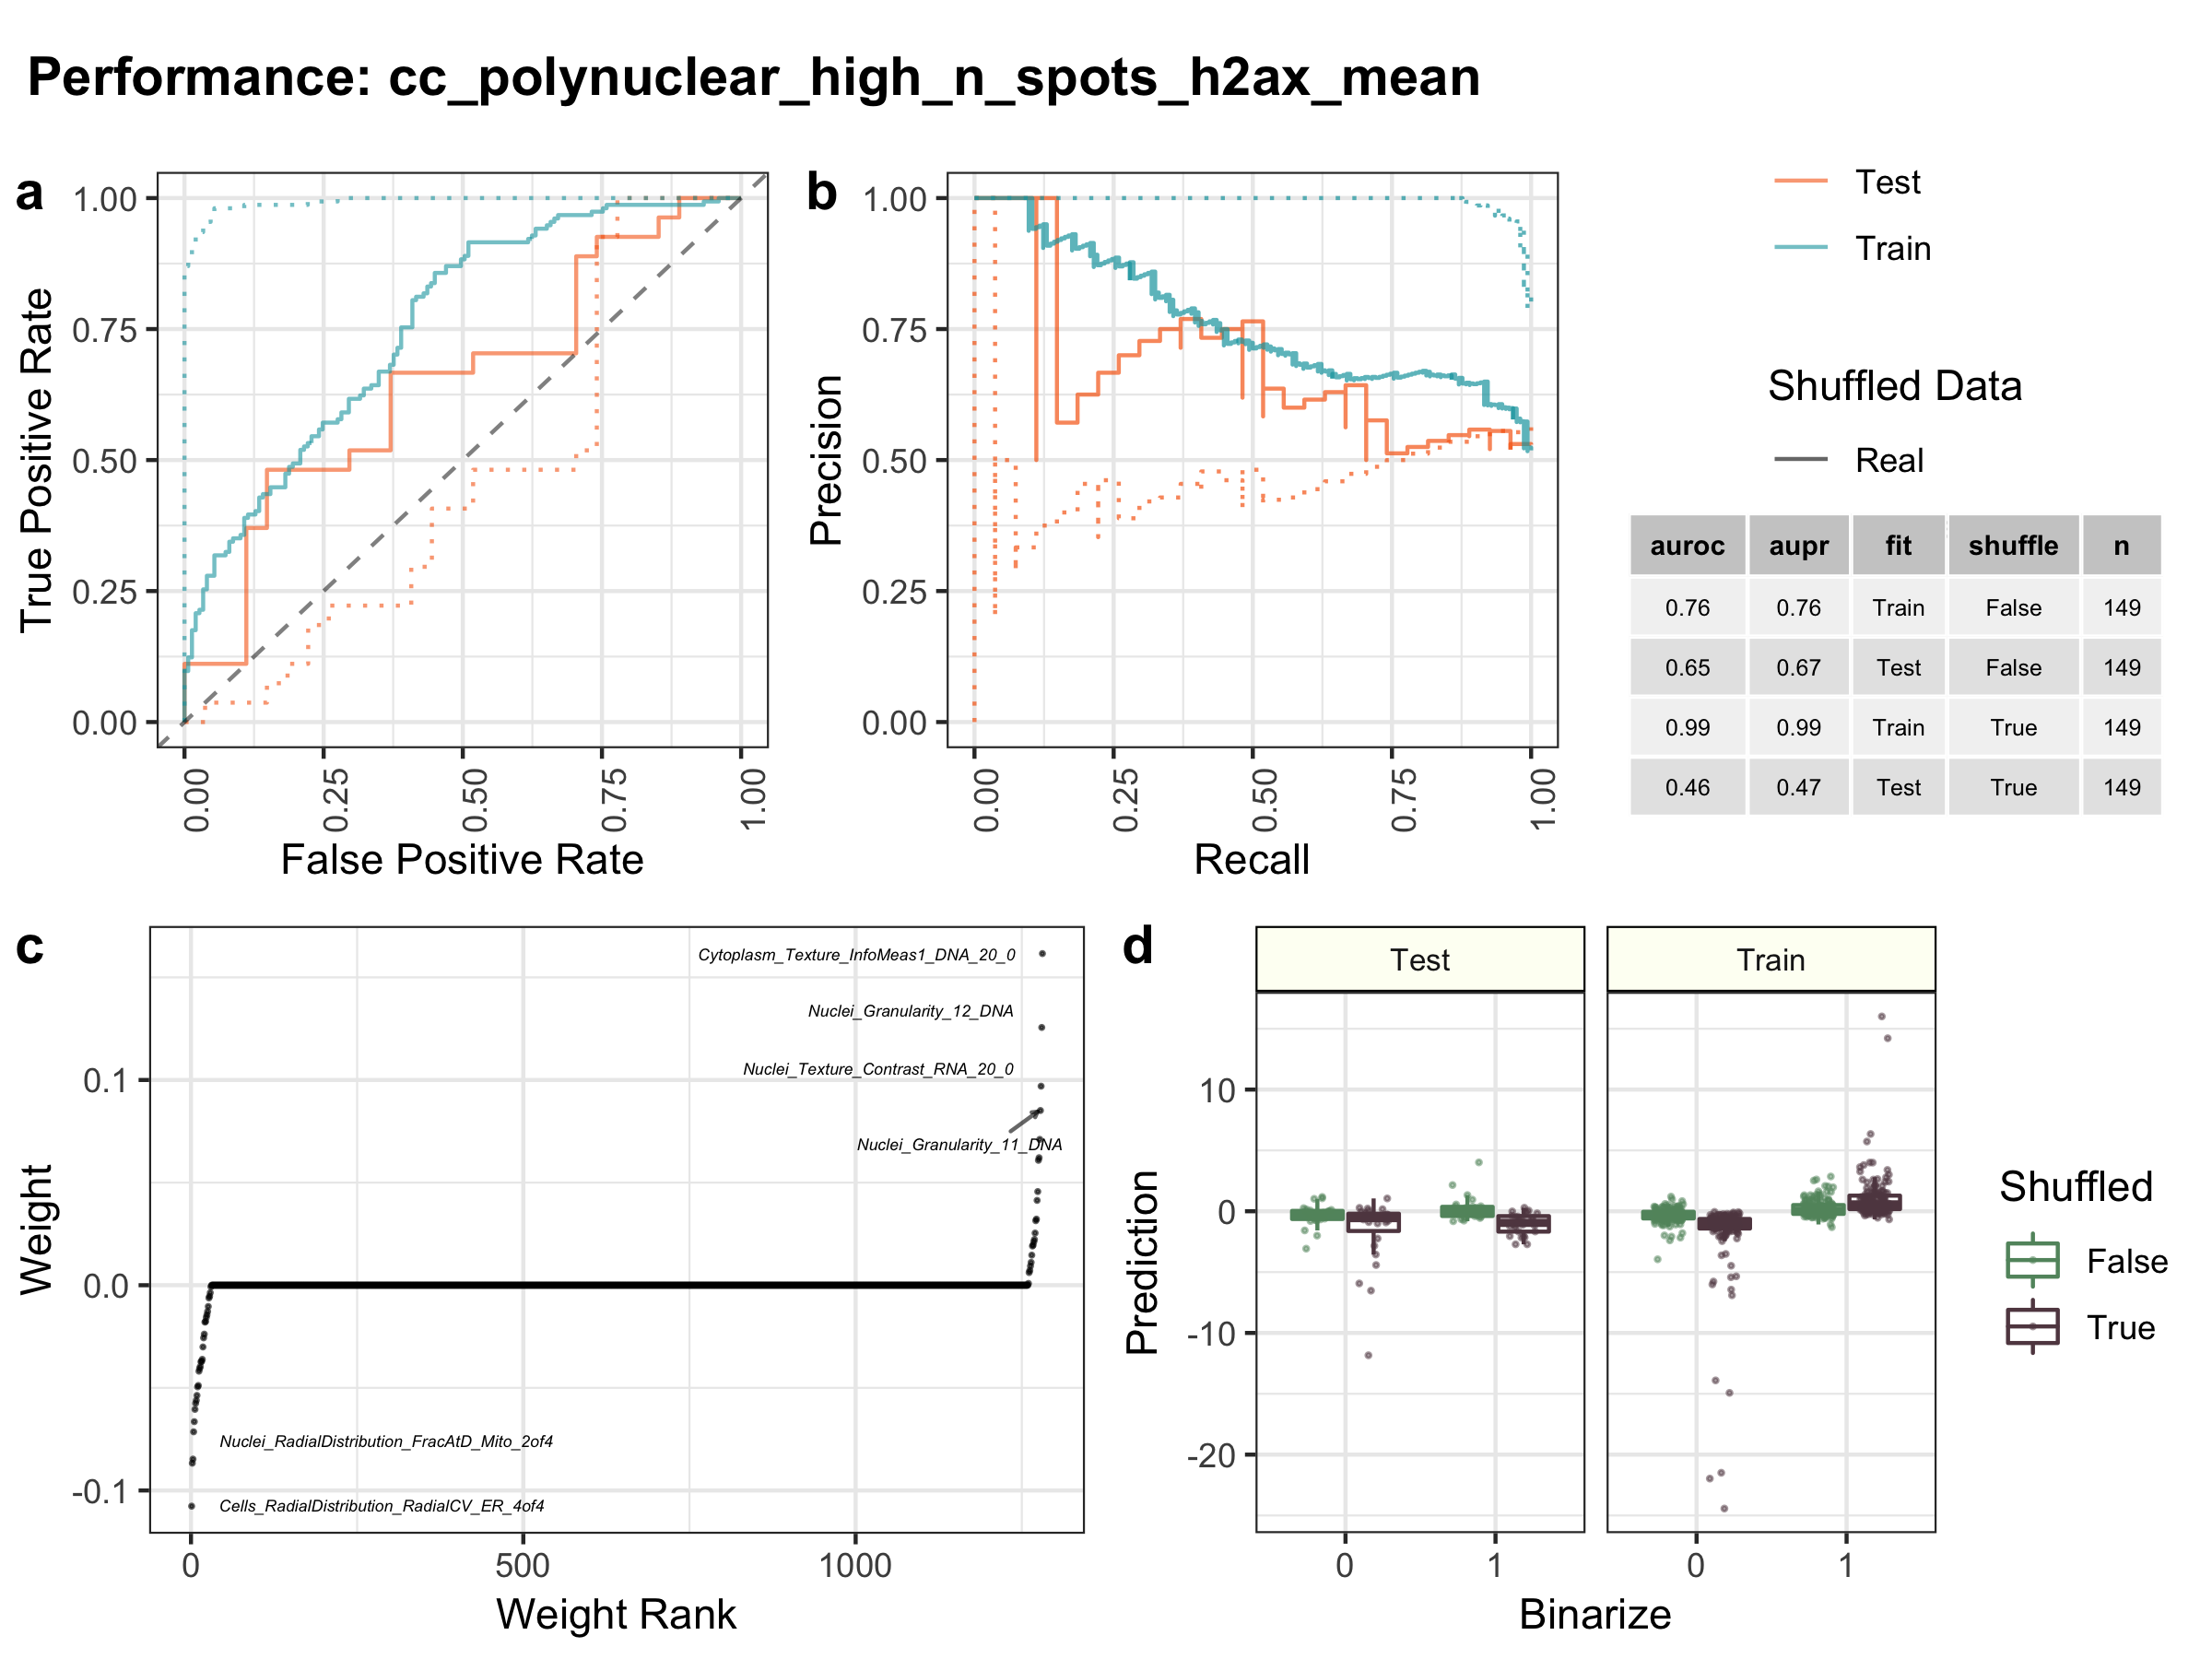 Performance: cc_polynuclear_high_n_spots_h2ax_mean
a
1.00
0.75
0.50
0.25
0.00
True Positive Rate
0.00
0.25
0.50
0.75
1.00
False Positive Rate
b
1.00
0.75
0.50
0.25
0.00
Precision
0.00
0.25
0.50
0.75
1.00
Recall
Test
Train
Shuffled Data
Real
auroc aupr fit shuffle n
0.76 0.76 Train False 149
0.65 0.67 Test False 149
0.99 0.99 Train True 149
0.46 0.47 Test True 149
c
Cytoplasm_Texture_InfoMeas1_DNA_20_0
Nuclei_Granularity_12_DNA
Nuclei_Texture_Contrast_RNA_20_0
Nuclei_Granularity_11_DNA
Nuclei_RadialDistribution_FracAtD_Mito_2of4
Cells_RadialDistribution_RadialCV_ER_4of4
0.1
0.0
-0.1
Weight
0
500
1000
Weight Rank
d
Test
Train
10
0
-10
-20
Prediction
0
1
0
1
Binarize
Shuffled
False
True